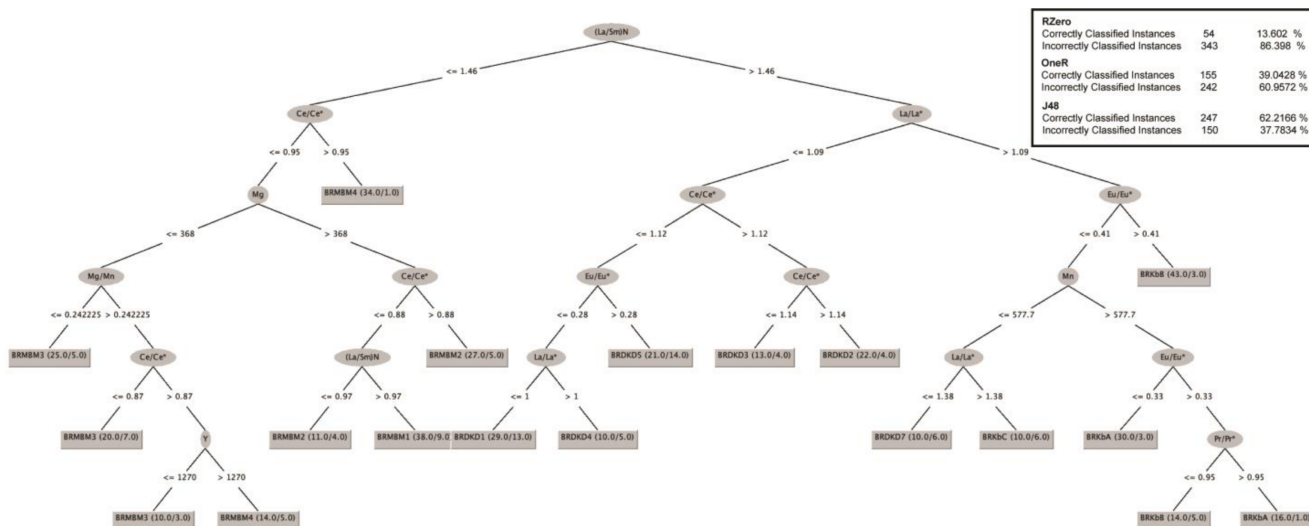 RZero
Correctly Classified Instances 54 13.602 %
Incorrectly Classified Instances 343 86.398 %
OneR
Correctly Classified Instances 155 39.0428 %
Incorrectly Classified Instances 242 60.9572 %
J48
Correctly Classified Instances 247 62.2166 %
Incorrectly Classified Instances 150 37.7834 %
(La/Sm)N
<= 1.46 > 1.46
Ce/Ce* La/La*
<= 0.95 > 0.95 <= 1.09 > 1.09
Mg BRMBM4 (34.0/1.0) Ce/Ce* Eu/Eu*
<= 368 > 368 <= 1.12 > 1.12 <= 0.41 > 0.41
Mg/Mn Ce/Ce* Eu/Eu* Ce/Ce* Mn BRKbB (43.0/3.0)
<= 0.242225 > 0.242225 <= 0.88 > 0.88 <= 0.28 > 0.28 <= 1.14 > 1.14 <= 577.7 > 577.7
BRMBM3 (25.0/5.0) Ce/Ce* (La/Sm)N BRMBM2 (27.0/5.0) La/La* BRDKD5 (21.0/14.0) BRDKD3 (13.0/4.0) BRDKD2 (22.0/4.0) La/La* Eu/Eu*
<= 0.87 > 0.87 <= 0.97 > 0.97 <= 1 > 1 <= 1.38 > 1.38 <= 0.33 > 0.33
BRMBM3 (20.0/7.0) Y BRMBM2 (11.0/4.0) BRMBM1 (38.0/9.0) BRDKD1 (29.0/13.0) BRDKD4 (10.0/5.0) BRDKD7 (10.0/6.0) BRKbC (10.0/6.0) BRKbA (30.0/3.0) Pr/Pr*
<= 1270 > 1270 <= 0.95 > 0.95
BRMBM3 (10.0/3.0) BRMBM4 (14.0/5.0) BRKbB (14.0/5.0) BRKbA (16.0/1.0)